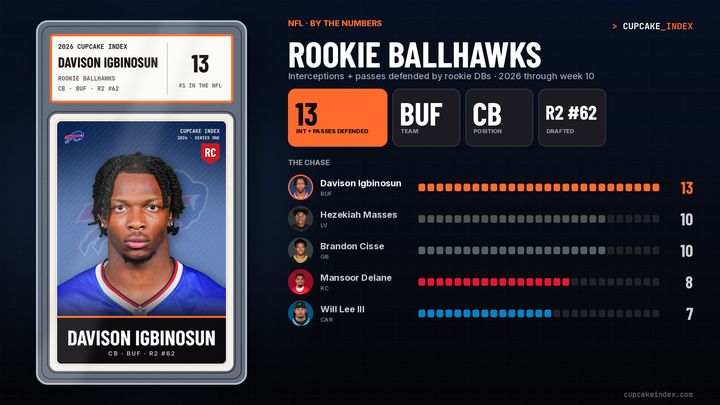 2026 CUPCAKE INDEX
DAVISON IGBINOSUN
ROOKIE BALLHAWKS
CB · BUF · R2 #62
13
#1 IN THE NFL
CUPCAKE INDEX
2026 · SERIES ONE
RC
DAVISON IGBINOSUN
CB · BUF · R2 #62
NFL · BY THE NUMBERS
> CUPCAKE_INDEX
ROOKIE BALLHAWKS
Interceptions + passes defended by rookie DBs · 2026 through week 10
13
INT + PASSES DEFENDED
BUF
TEAM
CB
POSITION
R2 #62
DRAFTED
THE CHASE
Davison Igbinosun
BUF
13
Hezekiah Masses
LV
10
Brandon Cisse
GB
10
Mansoor Delane
KC
8
Will Lee III
CAR
7
cupcakeindex.com